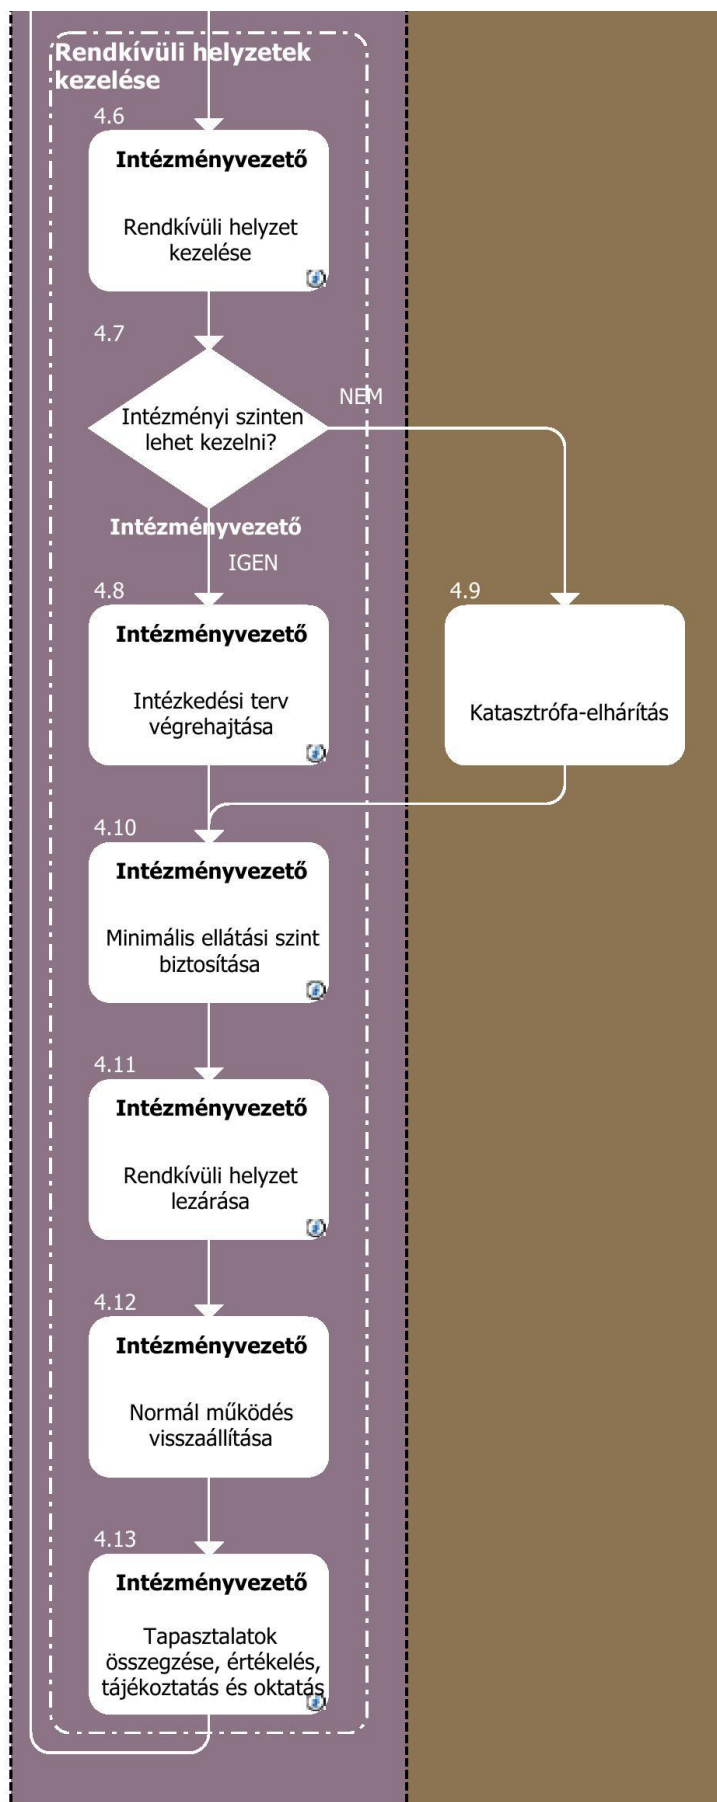 Rendkívüli helyzetek
kezelése
4.6
Intézményvezető
Rendkívüli helyzet
kezelése
4.7
NEM
Intézményi szinten
lehet kezelni?
Intézményvezető
IGEN
4.8
Intézményvezető
Intézkedési terv
végrehajtása
4.9
Katasztrófa-elhárítás
4.10
Intézményvezető
Minimális ellátási szint
biztosítása
4.11
Intézményvezető
Rendkívüli helyzet
lezárása
4.12
Intézményvezető
Normál működés
visszaállítása
4.13
Intézményvezető
Tapasztalatok
összegzése, értékelés,
tájékoztatás és oktatás